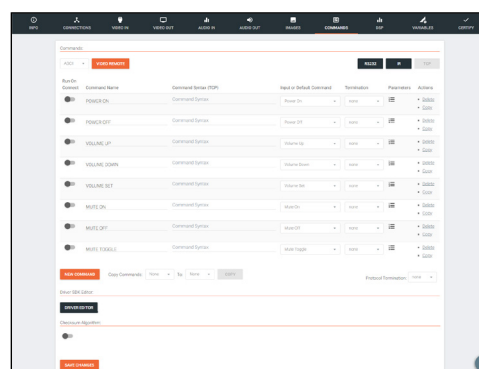 INFO CONNECTIONS VIDEO IN VIDEO OUT AUDIO IN AUDIO OUT IMAGES COMMANDS DSP VARIABLES CERTIFY
Commands
ASCII VIDEO REMOTE RS232 IR TCP
Run On Connect Command Name Command Syntax (TCP) Input or Default Command Termination Parameters Actions
POWER ON Command Syntax Power On none Delete
Copy
POWER OFF Command Syntax Power Off none Delete
Copy
VOLUME UP Command Syntax Volume Up none Delete
Copy
VOLUME DOWN Command Syntax Volume Down none Delete
Copy
VOLUME SET Command Syntax Volume Set none Delete
Copy
MUTE ON Command Syntax Mute On none Delete
Copy
MUTE OFF Command Syntax Mute Off none Delete
Copy
MUTE TOGGLE Command Syntax Mute Toggle none Delete
Copy
NEW COMMAND Copy Commands: None To None COPY Protocol Termination: none
Driver
DRIVER EDITOR
Checksum Algorithm
SAVE CHANGES